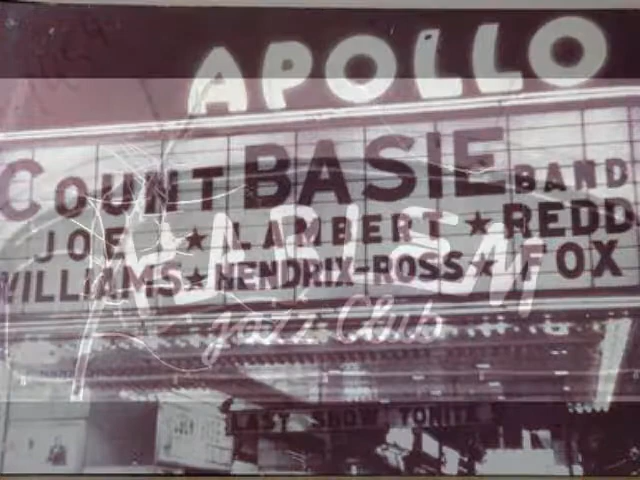 APOLLO
COUNT BASIE BAND
JOE ★ LAMBERT ★ REDD
WILLIAMS ★ HENDRIX-ROSS ★ FOX
HARLEM
jazz Club
LAST SHOW TONITE